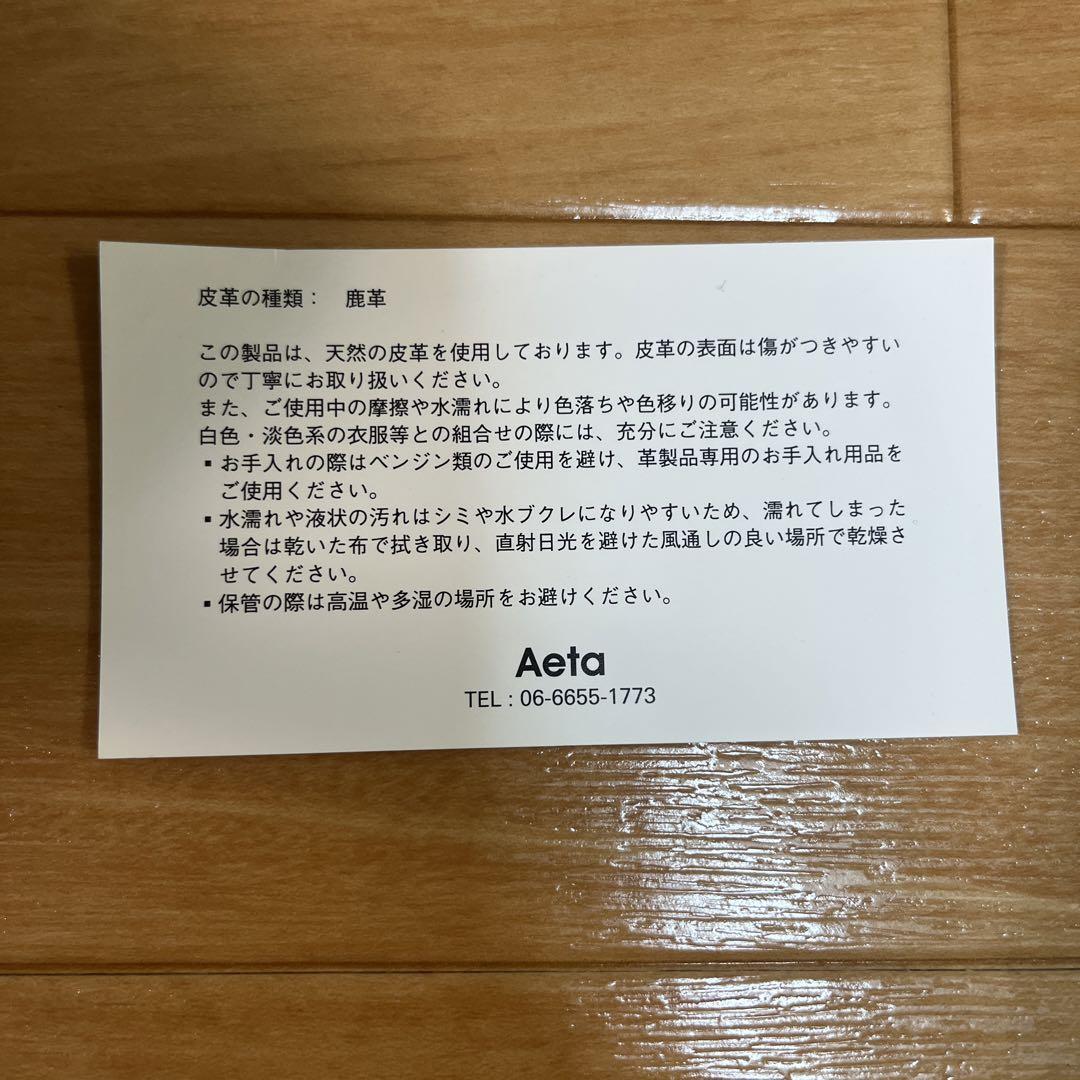 皮革の種類： 鹿革
この製品は、天然の皮革を使用しております。皮革の表面は傷がつきやすい
ので丁寧にお取り扱いください。
また、ご使用中の摩擦や水濡れにより色落ちや色移りの可能性があります。
白色・淡色系の衣服等との組合せの際には、充分にご注意ください。
▪お手入れの際はベンジン類のご使用を避け、革製品専用のお手入れ用品を
ご使用ください。
▪水濡れや液状の汚れはシミや水ブクレになりやすいため、濡れてしまった
場合は乾いた布で拭き取り、直射日光を避けた風通しの良い場所で乾燥さ
せてください。
▪保管の際は高温や多湿の場所をお避けください。
Aeta
TEL : 06-6655-1773